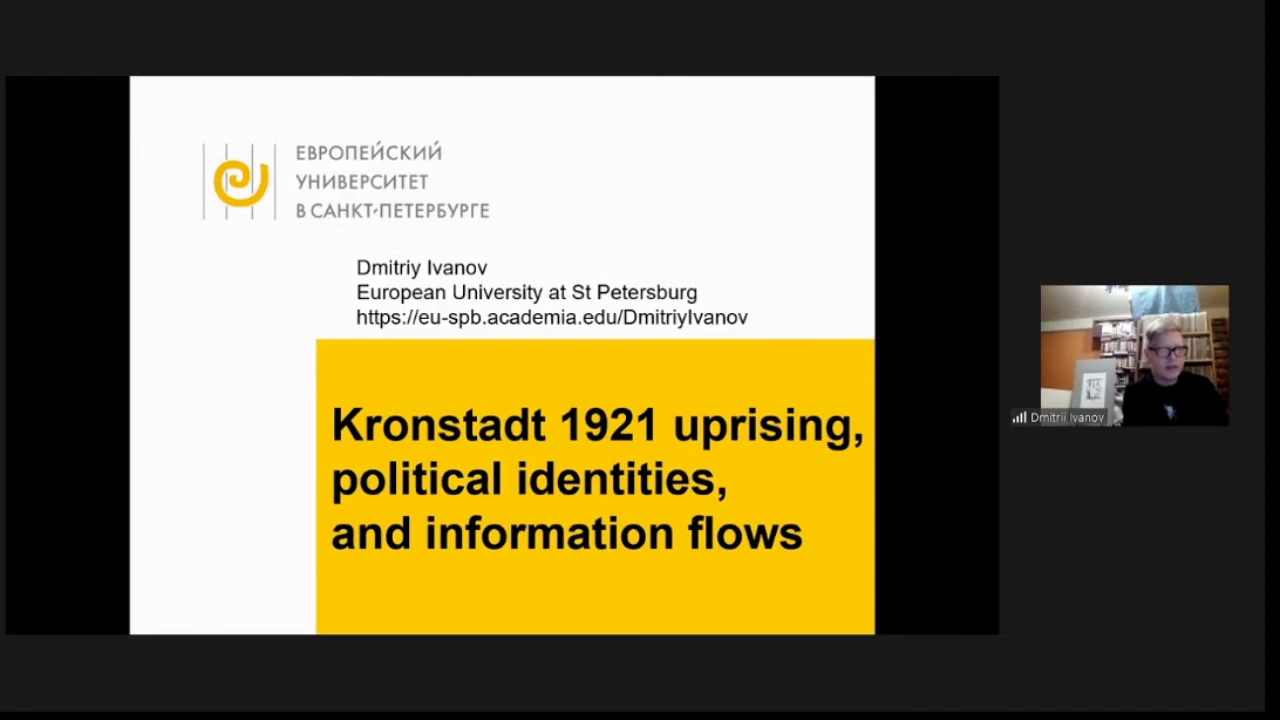 ЕВРОПЕЙСКИЙ
УНИВЕРСИТЕТ
В САНКТ-ПЕТЕРБУРГЕ
Dmitriy Ivanov
European University at St Petersburg
https://eu-spb.academia.edu/DmitriyIvanov
Kronstadt 1921 uprising,
political identities,
and information flows
Dmitrii Ivanov